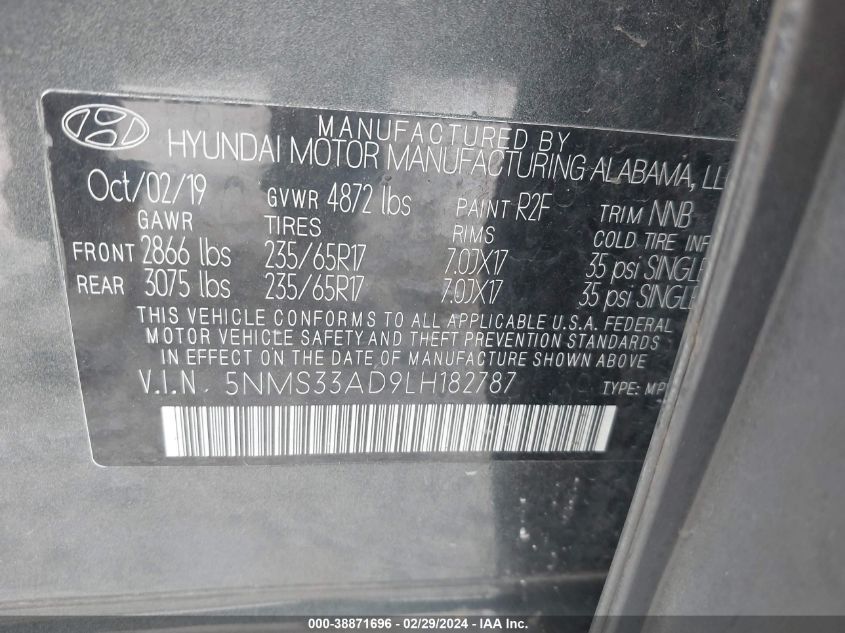 MANUFACTURED BY
HYUNDAI MOTOR MANUFACTURING ALABAMA, LL
Oct/02/19 GVWR 4872 lbs PAINT R2F TRIM NNB
GAWR TIRES RIMS COLD TIRE INF
FRONT 2866 lbs 235/65R17 7.0JX17 35 psi SINGLE
REAR 3075 lbs 235/65R17 7.0JX17 35 psi SINGLE
THIS VEHICLE CONFORMS TO ALL APPLICABLE U.S.A. FEDERAL
MOTOR VEHICLE SAFETY AND THEFT PREVENTION STANDARDS
IN EFFECT ON THE DATE OF MANUFACTURE SHOWN ABOVE
V.I.N. 5NMS33AD9LH182787 TYPE: MP
000-38871696 - 02/29/2024 - IAA Inc.